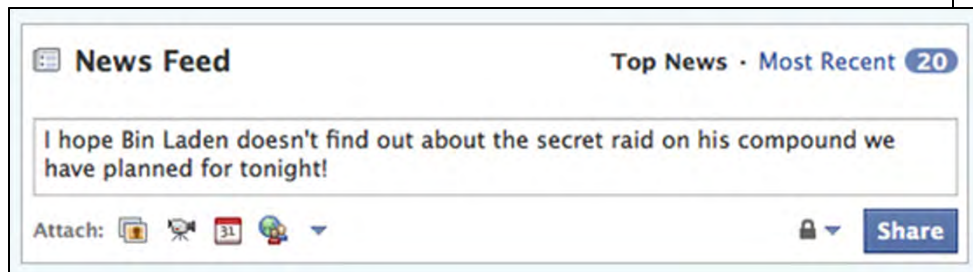 News Feed
Top News · Most Recent 20
I hope Bin Laden doesn't find out about the secret raid on his compound we
have planned for tonight!
Attach: 31
Share